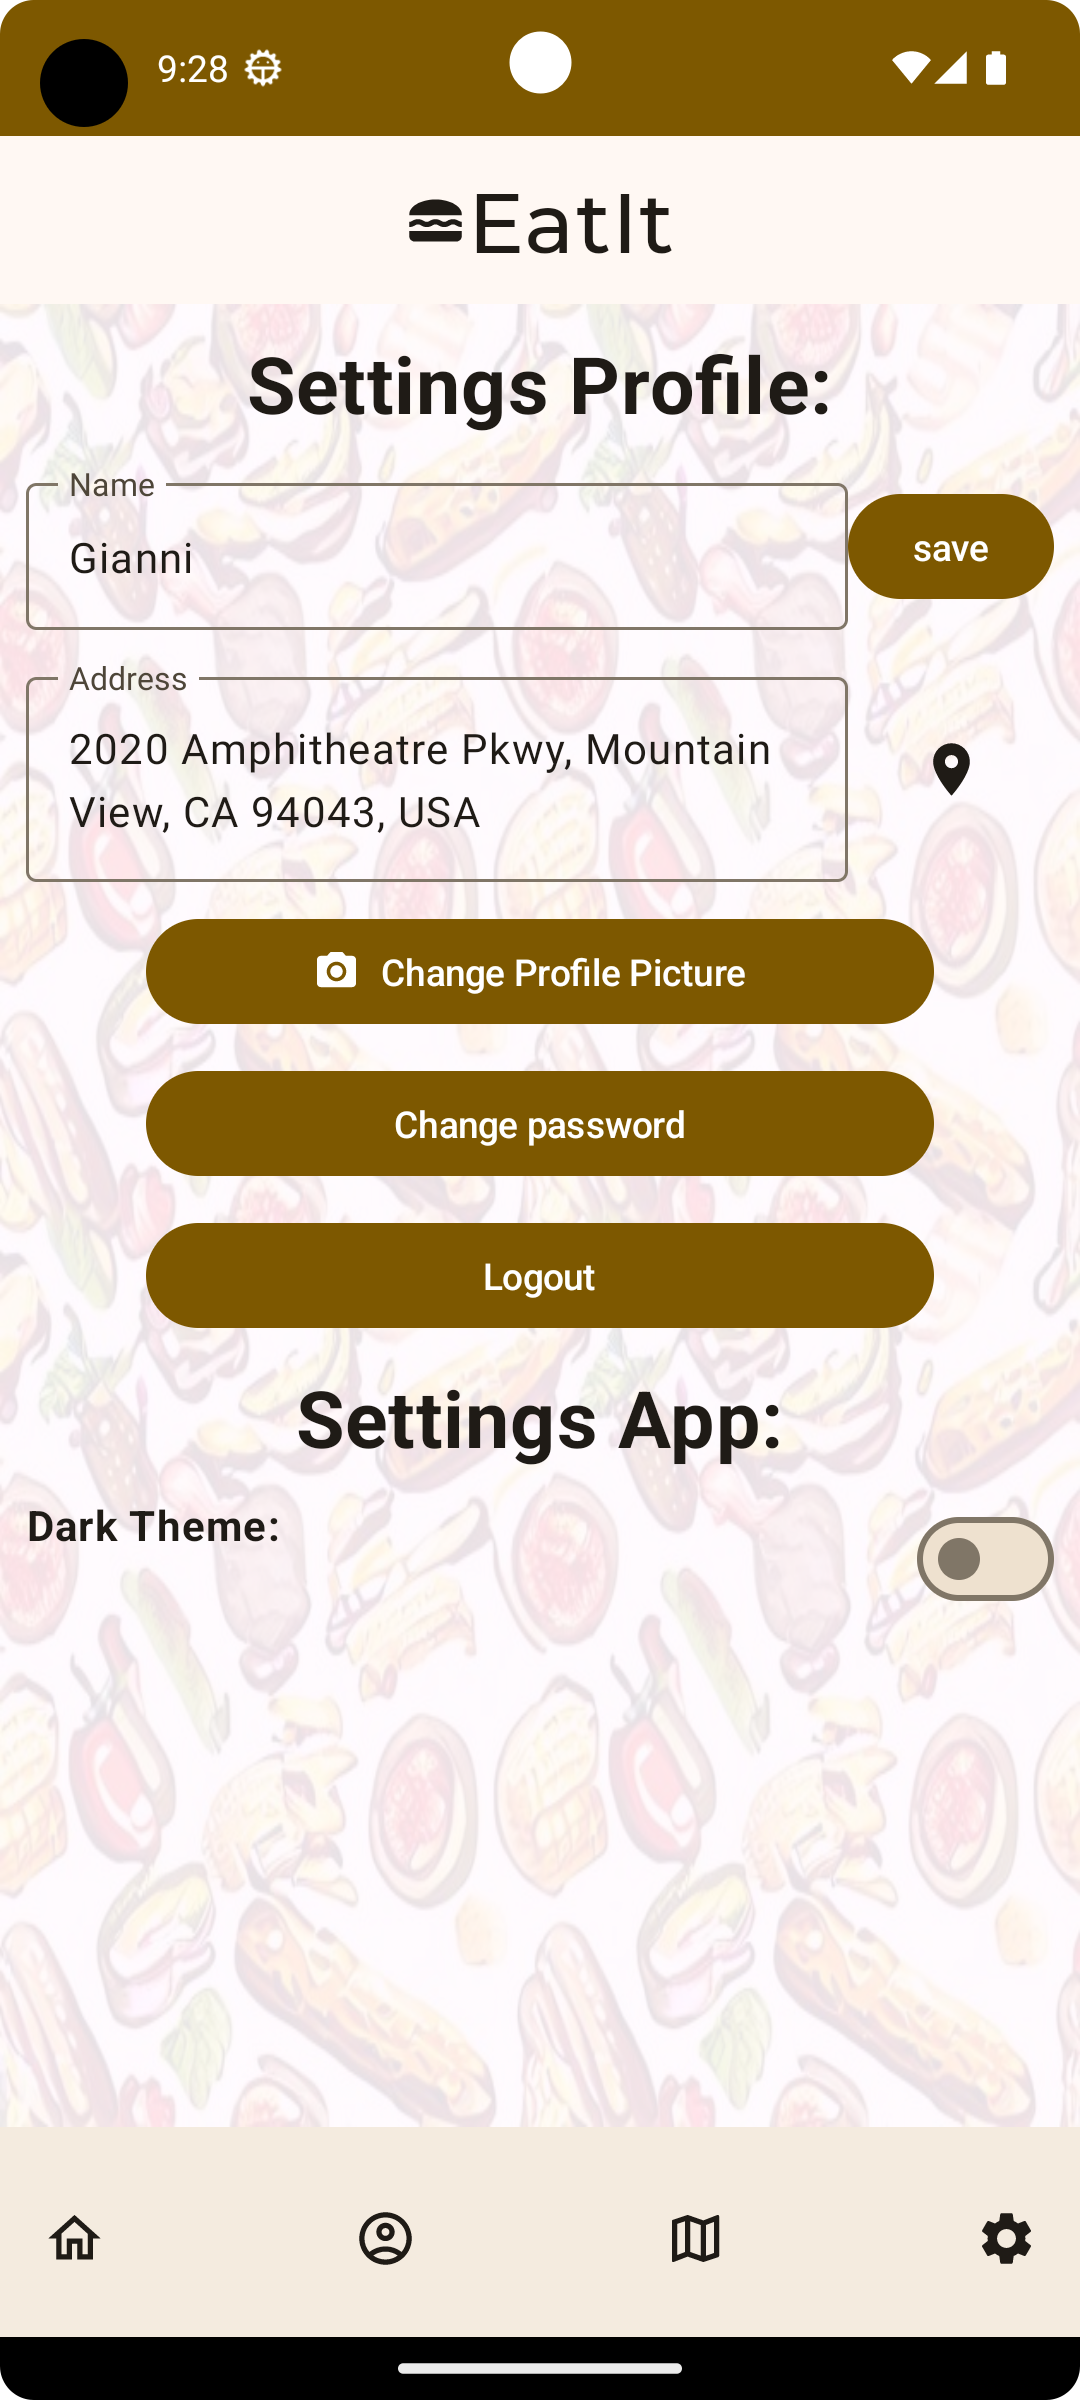 9:28
EatIt
Settings Profile:
Name
Gianni
save
Address
2020 Amphitheatre Pkwy, Mountain
View, CA 94043, USA
Change Profile Picture
Change password
Logout
Settings App:
Dark Theme: